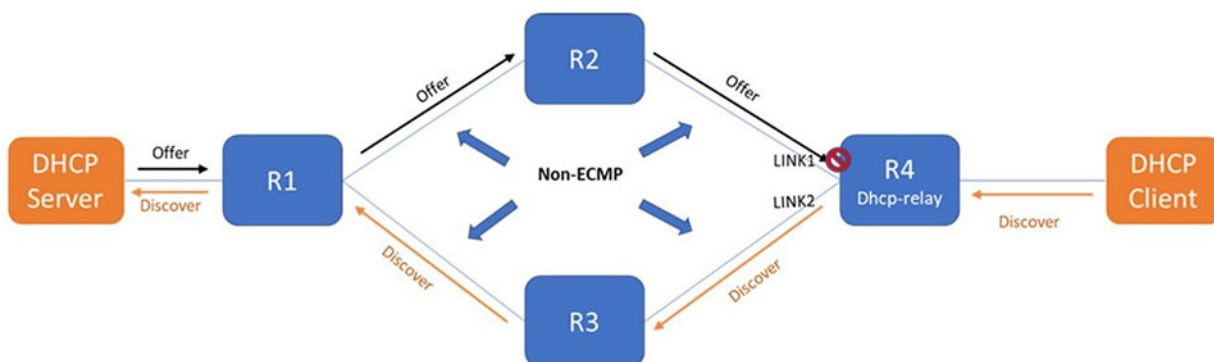 R2
Offer
Offer
DHCP
Server
Offer
Discover
R1
Non-ECMP
LINK1
LINK2
R4
Dhcp-relay
Discover
DHCP
Client
Discover
Discover
R3